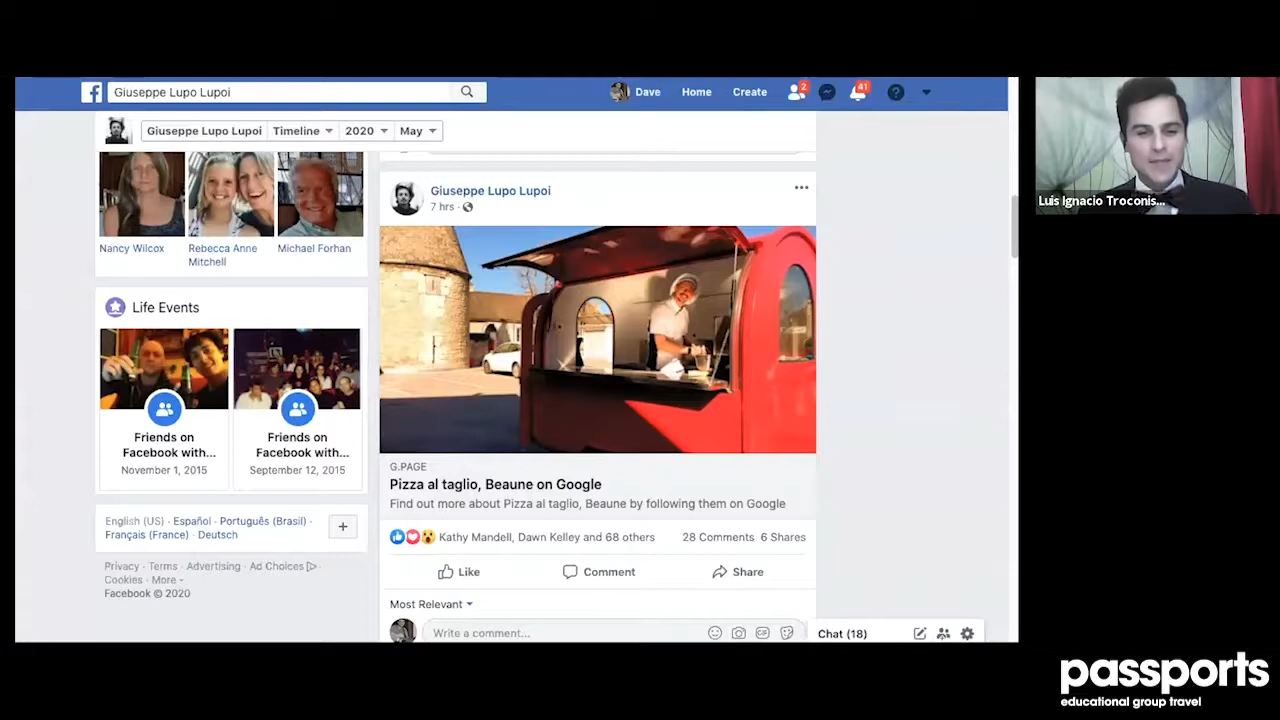 Giuseppe Lupo Lupoi
Dave
Home
Create
2
41
Giuseppe Lupo Lupoi
Timeline
2020
May
Nancy Wilcox
Rebecca Anne
Mitchell
Michael Forhan
Life Events
Friends on
Facebook with...
November 1, 2015
Friends on
Facebook with...
September 12, 2015
English (US) · Español · Português (Brasil) ·
Français (France) · Deutsch
Privacy · Terms · Advertising · Ad Choices ·
Cookies · More
Facebook © 2020
Giuseppe Lupo Lupoi
7 hrs ·
G.PAGE
Pizza al taglio, Beaune on Google
Find out more about Pizza al taglio, Beaune by following them on Google
Kathy Mandell, Dawn Kelley and 68 others
28 Comments 6 Shares
Like
Comment
Share
Most Relevant
Write a comment...
GIF
Chat (18)
Luis Ignacio Troconis...
passports
educational group travel